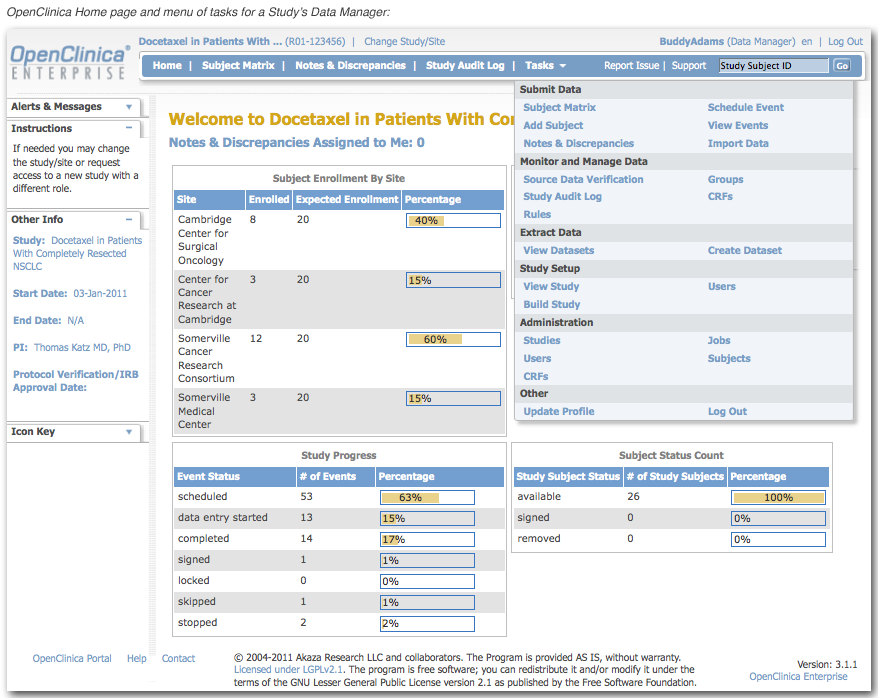 OpenClinica Home page and menu of tasks for a Study's Data Manager:
OpenClinica®
ENTERPRISE
Docetaxel in Patients With ... (R01-123456) | Change Study/Site
BuddyAdams (Data Manager) en | Log Out
Home | Subject Matrix | Notes & Discrepancies | Study Audit Log | Tasks
Report Issue | Support Study Subject ID Go
Alerts & Messages
Instructions
If needed you may change
the study/site or request
access to a new study with a
different role.
Other Info
Study: Docetaxel in Patients
With Completely Resected
NSCLC
Start Date: 03-Jan-2011
End Date: N/A
PI: Thomas Katz MD, PhD
Protocol Verification/IRB
Approval Date:
Icon Key
Welcome to Docetaxel in Patients With Co
Notes & Discrepancies Assigned to Me: 0
Subject Enrollment By Site
Site Enrolled Expected Enrollment Percentage
Cambridge 8 20 40%
Center for
Surgical
Oncology
Center for 3 20 15%
Cancer
Research at
Cambridge
Somerville 12 20 60%
Cancer
Research
Consortium
Somerville 3 20 15%
Medical
Center
Submit Data
Subject Matrix Schedule Event
Add Subject View Events
Notes & Discrepancies Import Data
Monitor and Manage Data
Source Data Verification Groups
Study Audit Log CRFs
Rules
Extract Data
View Datasets Create Dataset
Study Setup
View Study Users
Build Study
Administration
Studies Jobs
Users Subjects
CRFs
Other
Update Profile Log Out
Study Progress
Event Status # of Events Percentage
scheduled 53 63%
data entry started 13 15%
completed 14 17%
signed 1 1%
locked 0 0%
skipped 1 1%
stopped 2 2%
Subject Status Count
Study Subject Status # of Study Subjects Percentage
available 26 100%
signed 0 0%
removed 0 0%
OpenClinica Portal Help Contact
© 2004-2011 Akaza Research LLC and collaborators. The Program is provided AS IS, without warranty.
Licensed under LGPLv2.1. The program is free software; you can redistribute it and/or modify it under the
terms of the GNU Lesser General Public License version 2.1 as published by the Free Software Foundation.
Version: 3.1.1
OpenClinica Enterprise